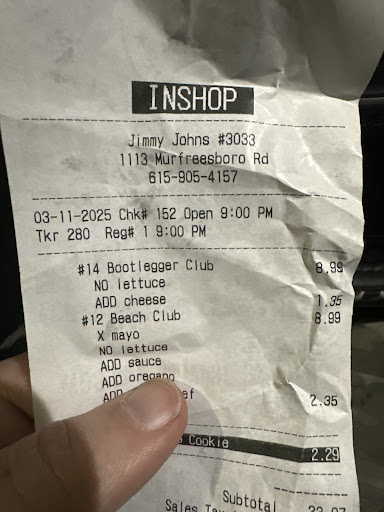 INSHOP
Jimmy Johns #3033
1113 Murfreesboro Rd
615-905-4157
03-11-2025 Chk# 152 Open 9:00 PM
Tkr 280 Reg# 1 9:00 PM
#14 Bootlegger Club 8.99
NO lettuce
ADD cheese 1.35
#12 Beach Club 8.99
X mayo
NO lettuce
ADD sauce
ADD oregano
2.35
Cookie 2.29
Subtotal
Sales